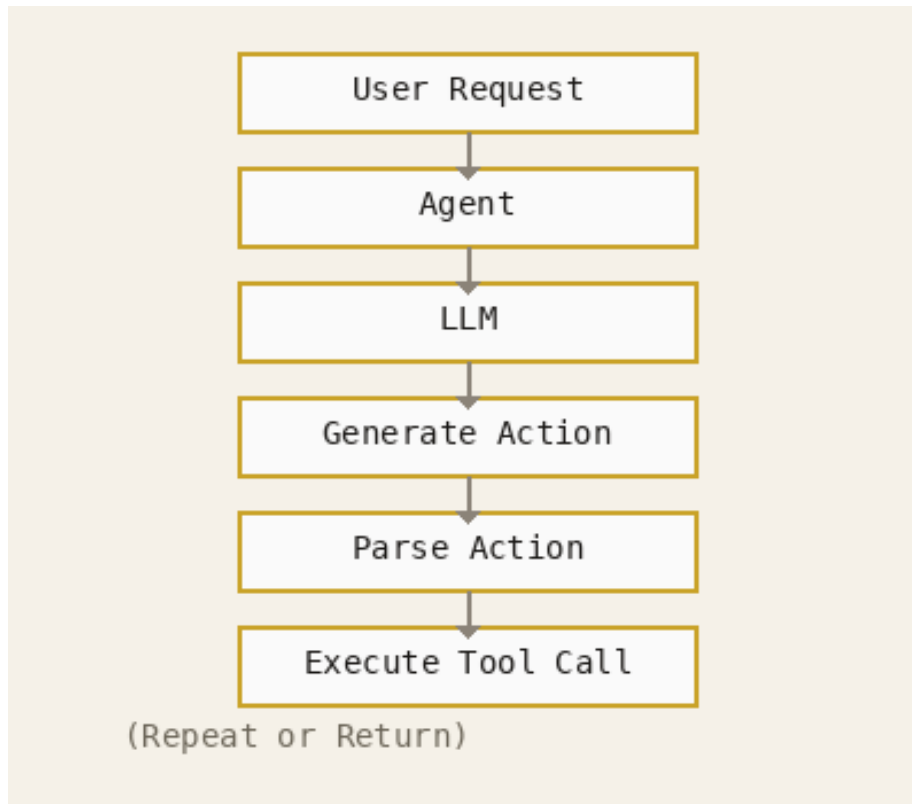 User Request
Agent
LLM
Generate Action
Parse Action
Execute Tool Call
(Repeat or Return)